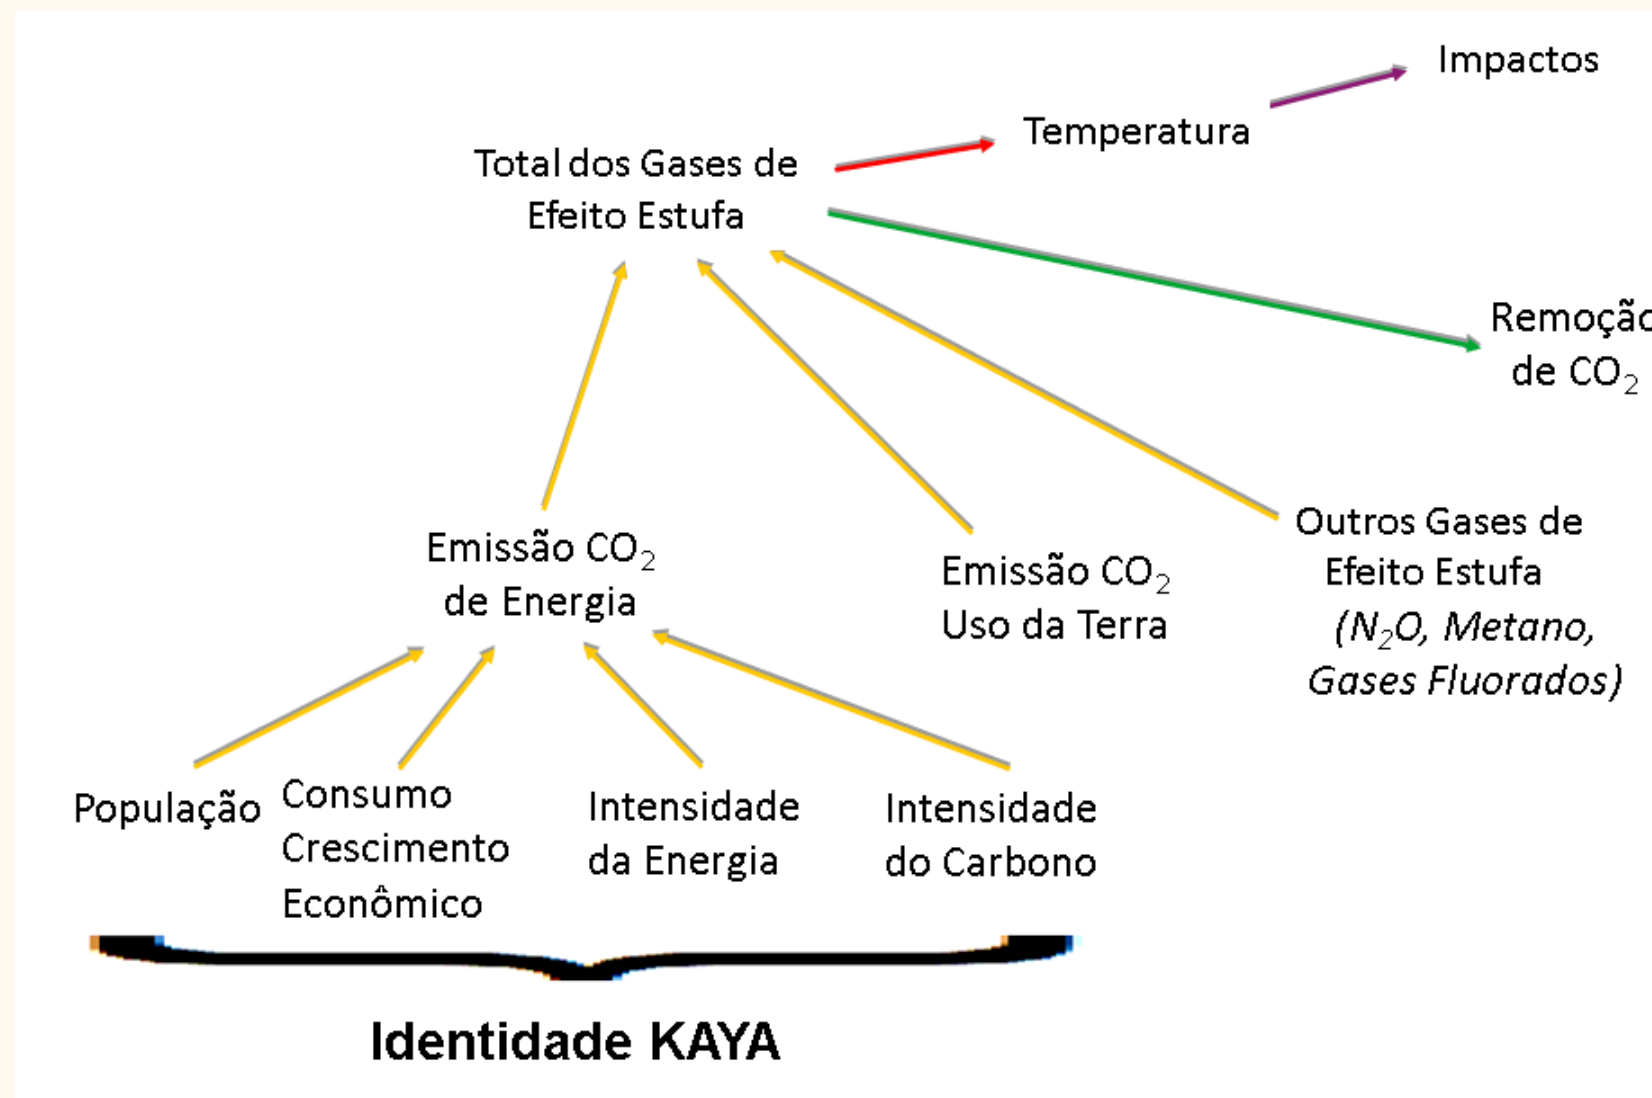 Impactos
Temperatura
Total dos Gases de
Efeito Estufa
Remoção
de CO₂
Emissão CO₂
de Energia
Emissão CO₂
Uso da Terra
Outros Gases de
Efeito Estufa
(N₂O, Metano,
Gases Fluorados)
População
Consumo
Crescimento
Econômico
Intensidade
da Energia
Intensidade
do Carbono
Identidade KAYA